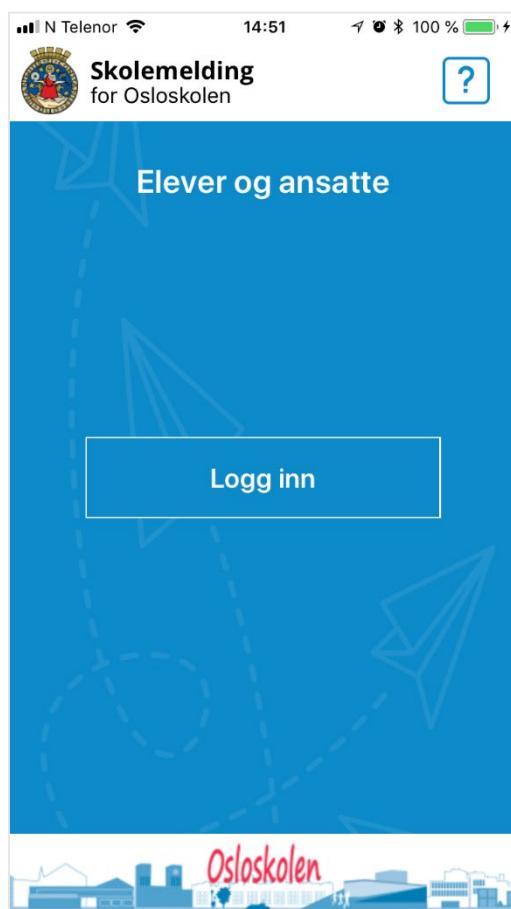 N Telenor 14:51 100 %
Skolemelding
for Osloskolen
?
Elever og ansatte
Logg inn
Osloskolen